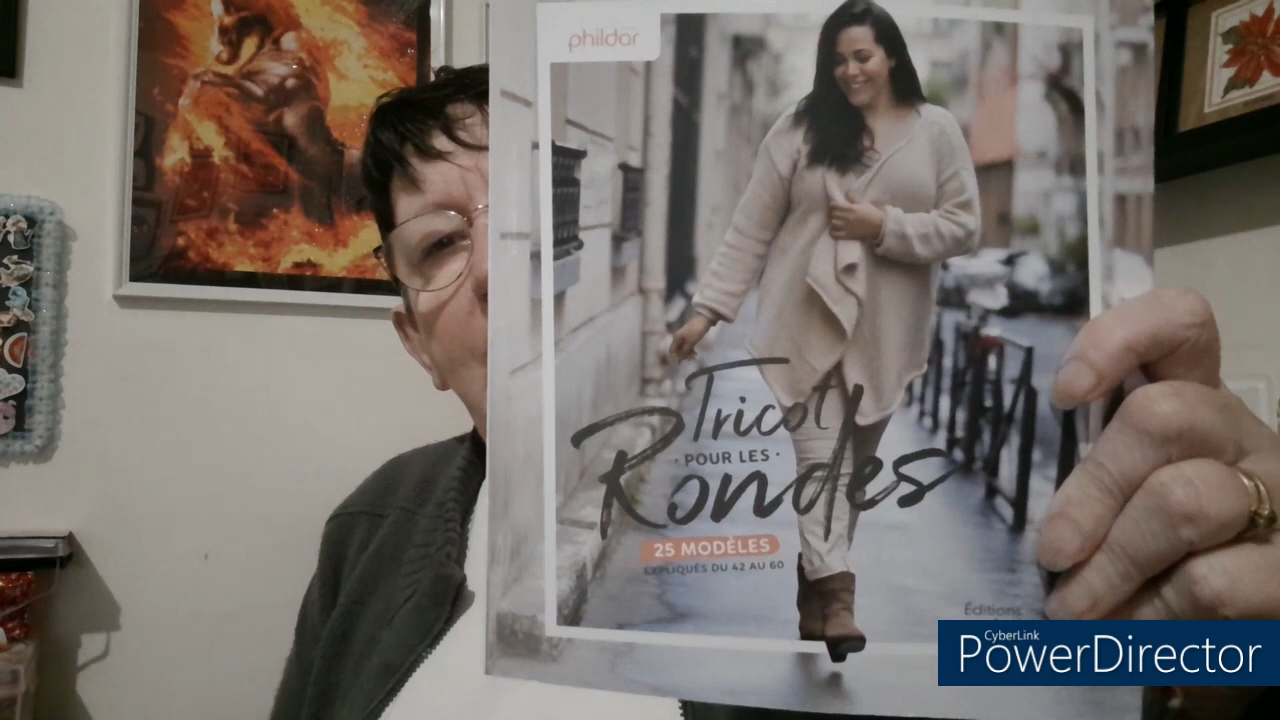 phildar
Tricot
· POUR LES ·
Rondes
25 MODÈLES
EXPLIQUÉS DU 42 AU 60
Éditions
CyberLink
PowerDirector